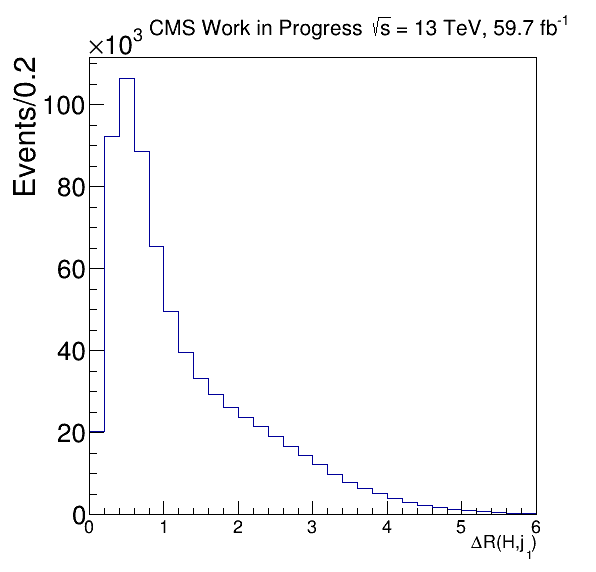 ×10³ CMS Work in Progress √s = 13 TeV, 59.7 fb⁻¹
Events/0.2
100
80
60
40
20
0
0 1 2 3 4 5 6
ΔR(H,j₁)